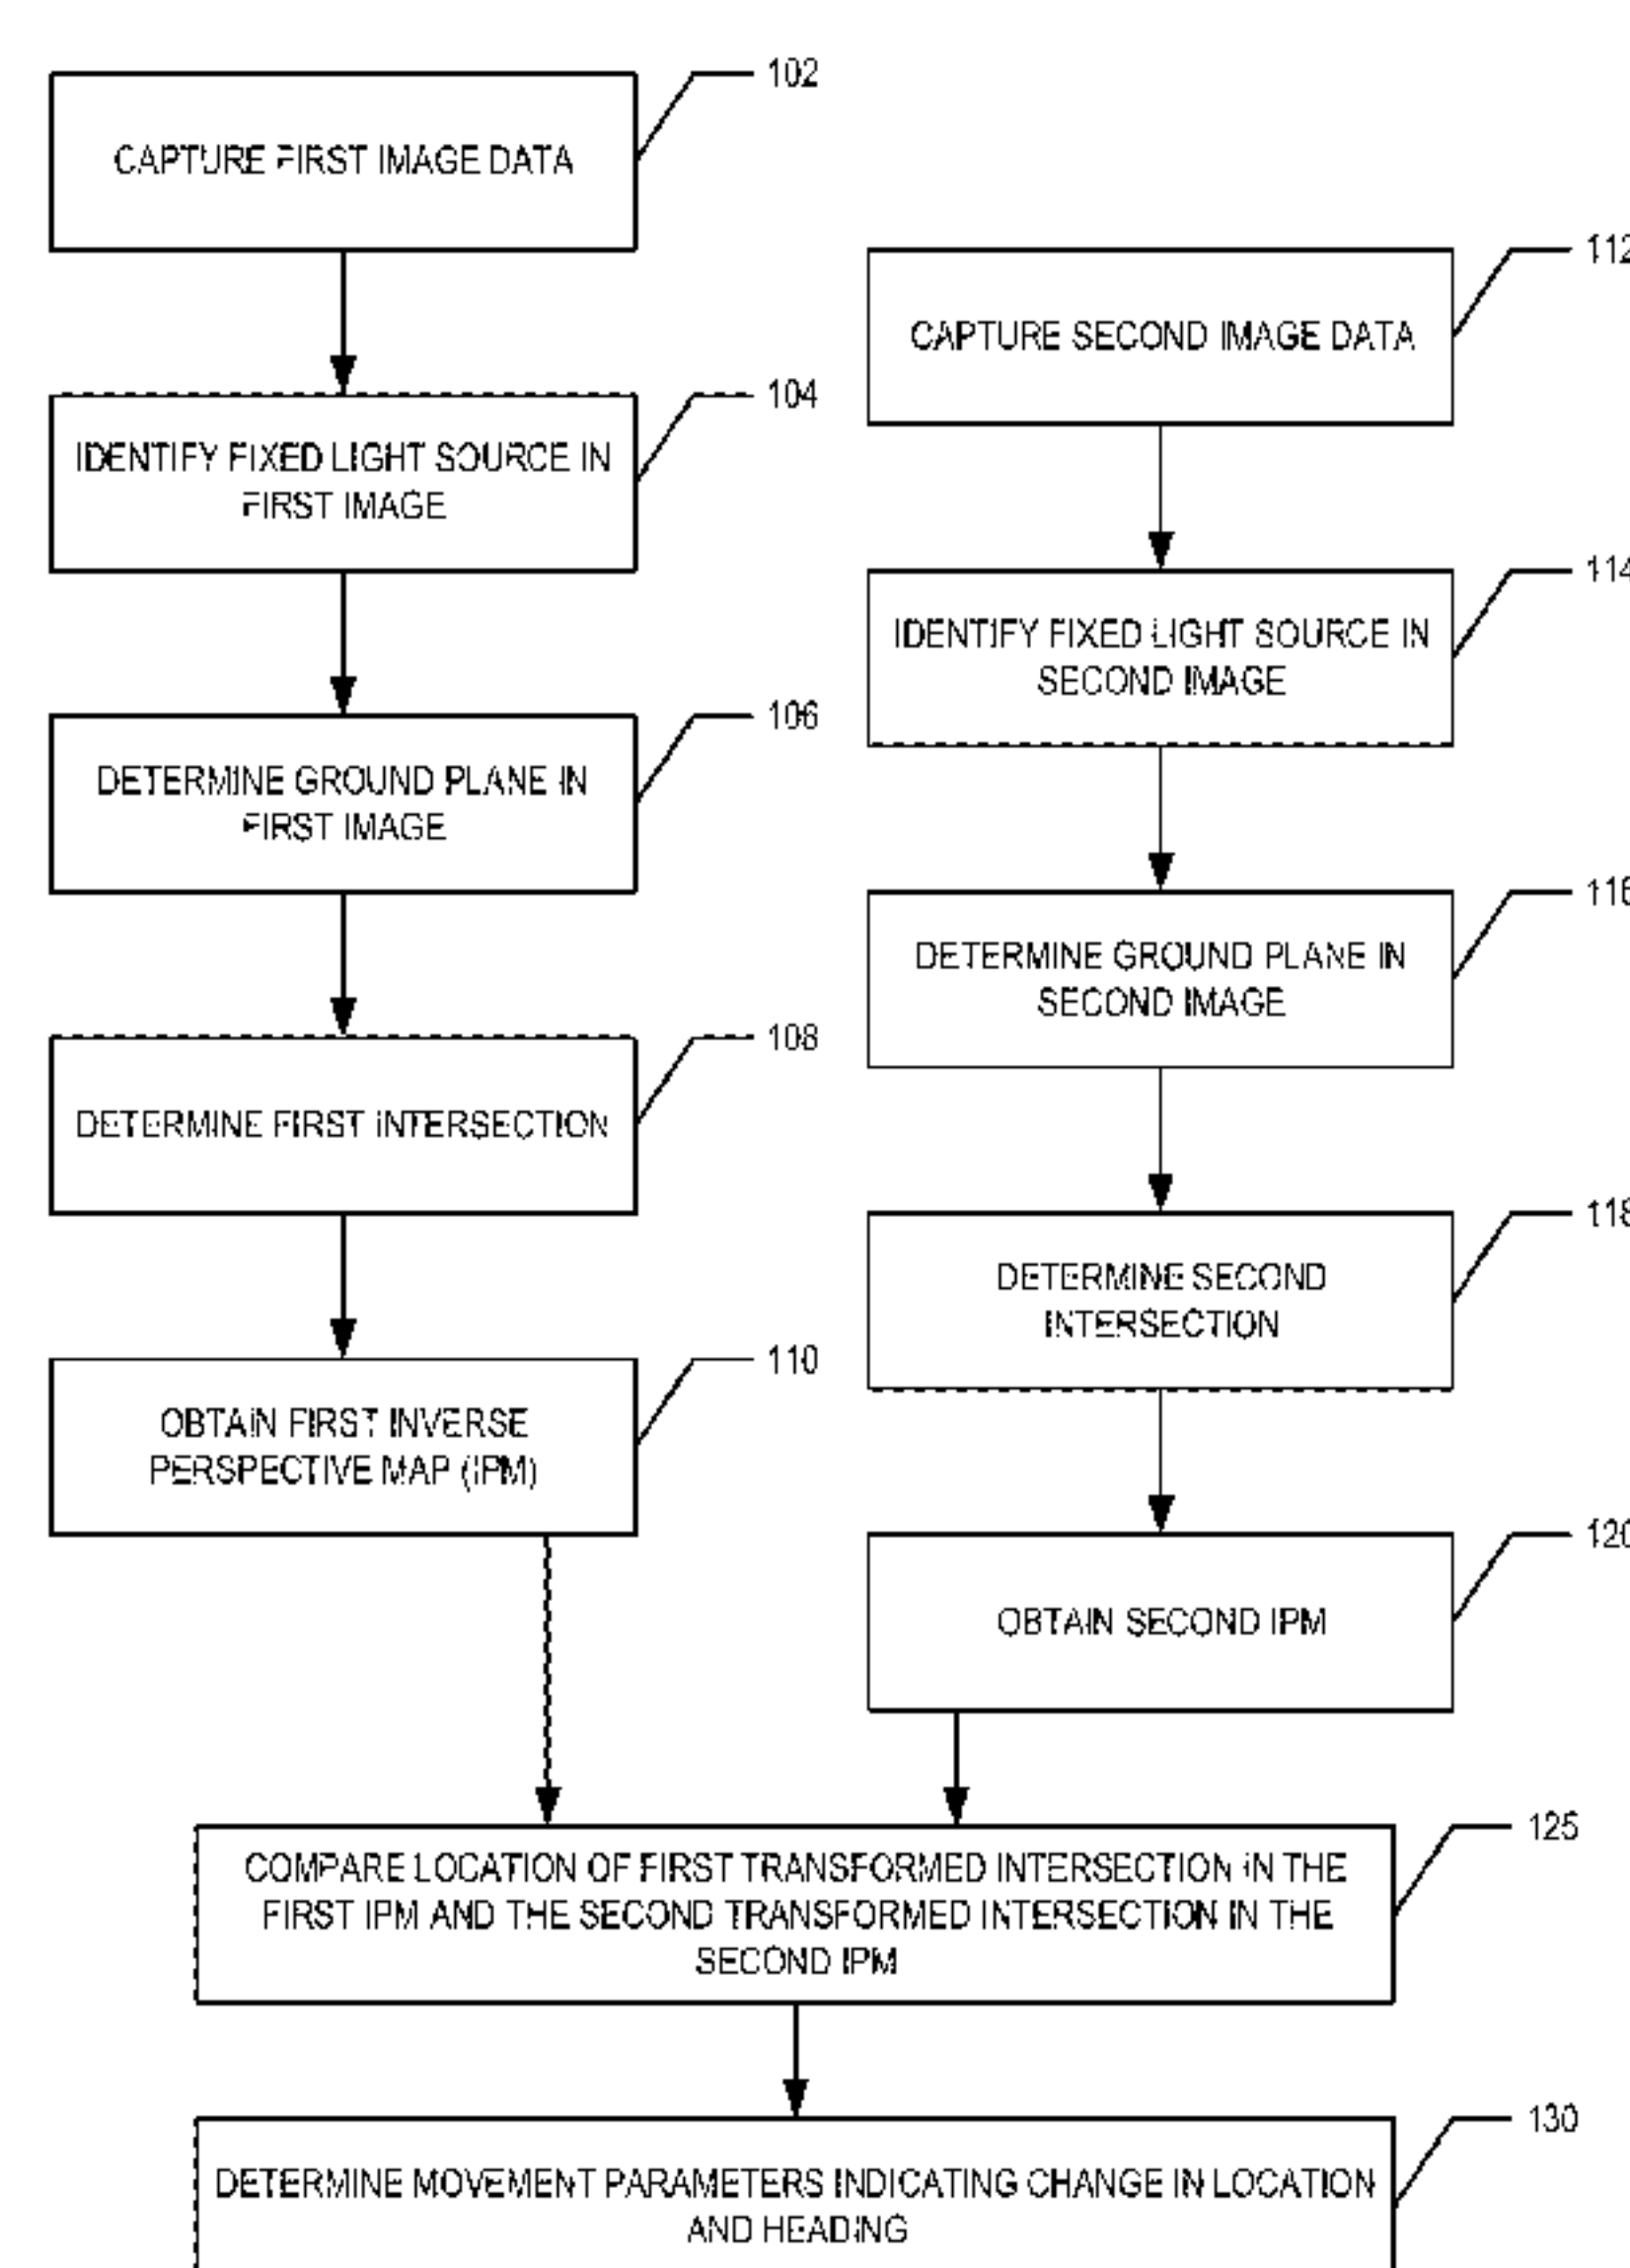 102
CAPTURE FIRST IMAGE DATA
104
IDENTIFY FIXED LIGHT SOURCE IN
FIRST IMAGE
106
DETERMINE GROUND PLANE IN
FIRST IMAGE
108
DETERMINE FIRST INTERSECTION
110
OBTAIN FIRST INVERSE
PERSPECTIVE MAP (IPM)
112
CAPTURE SECOND IMAGE DATA
114
IDENTIFY FIXED LIGHT SOURCE IN
SECOND IMAGE
116
DETERMINE GROUND PLANE IN
SECOND IMAGE
118
DETERMINE SECOND
INTERSECTION
120
OBTAIN SECOND IPM
125
COMPARE LOCATION OF FIRST TRANSFORMED INTERSECTION IN THE
FIRST IPM AND THE SECOND TRANSFORMED INTERSECTION IN THE
SECOND IPM
130
DETERMINE MOVEMENT PARAMETERS INDICATING CHANGE IN LOCATION
AND HEADING